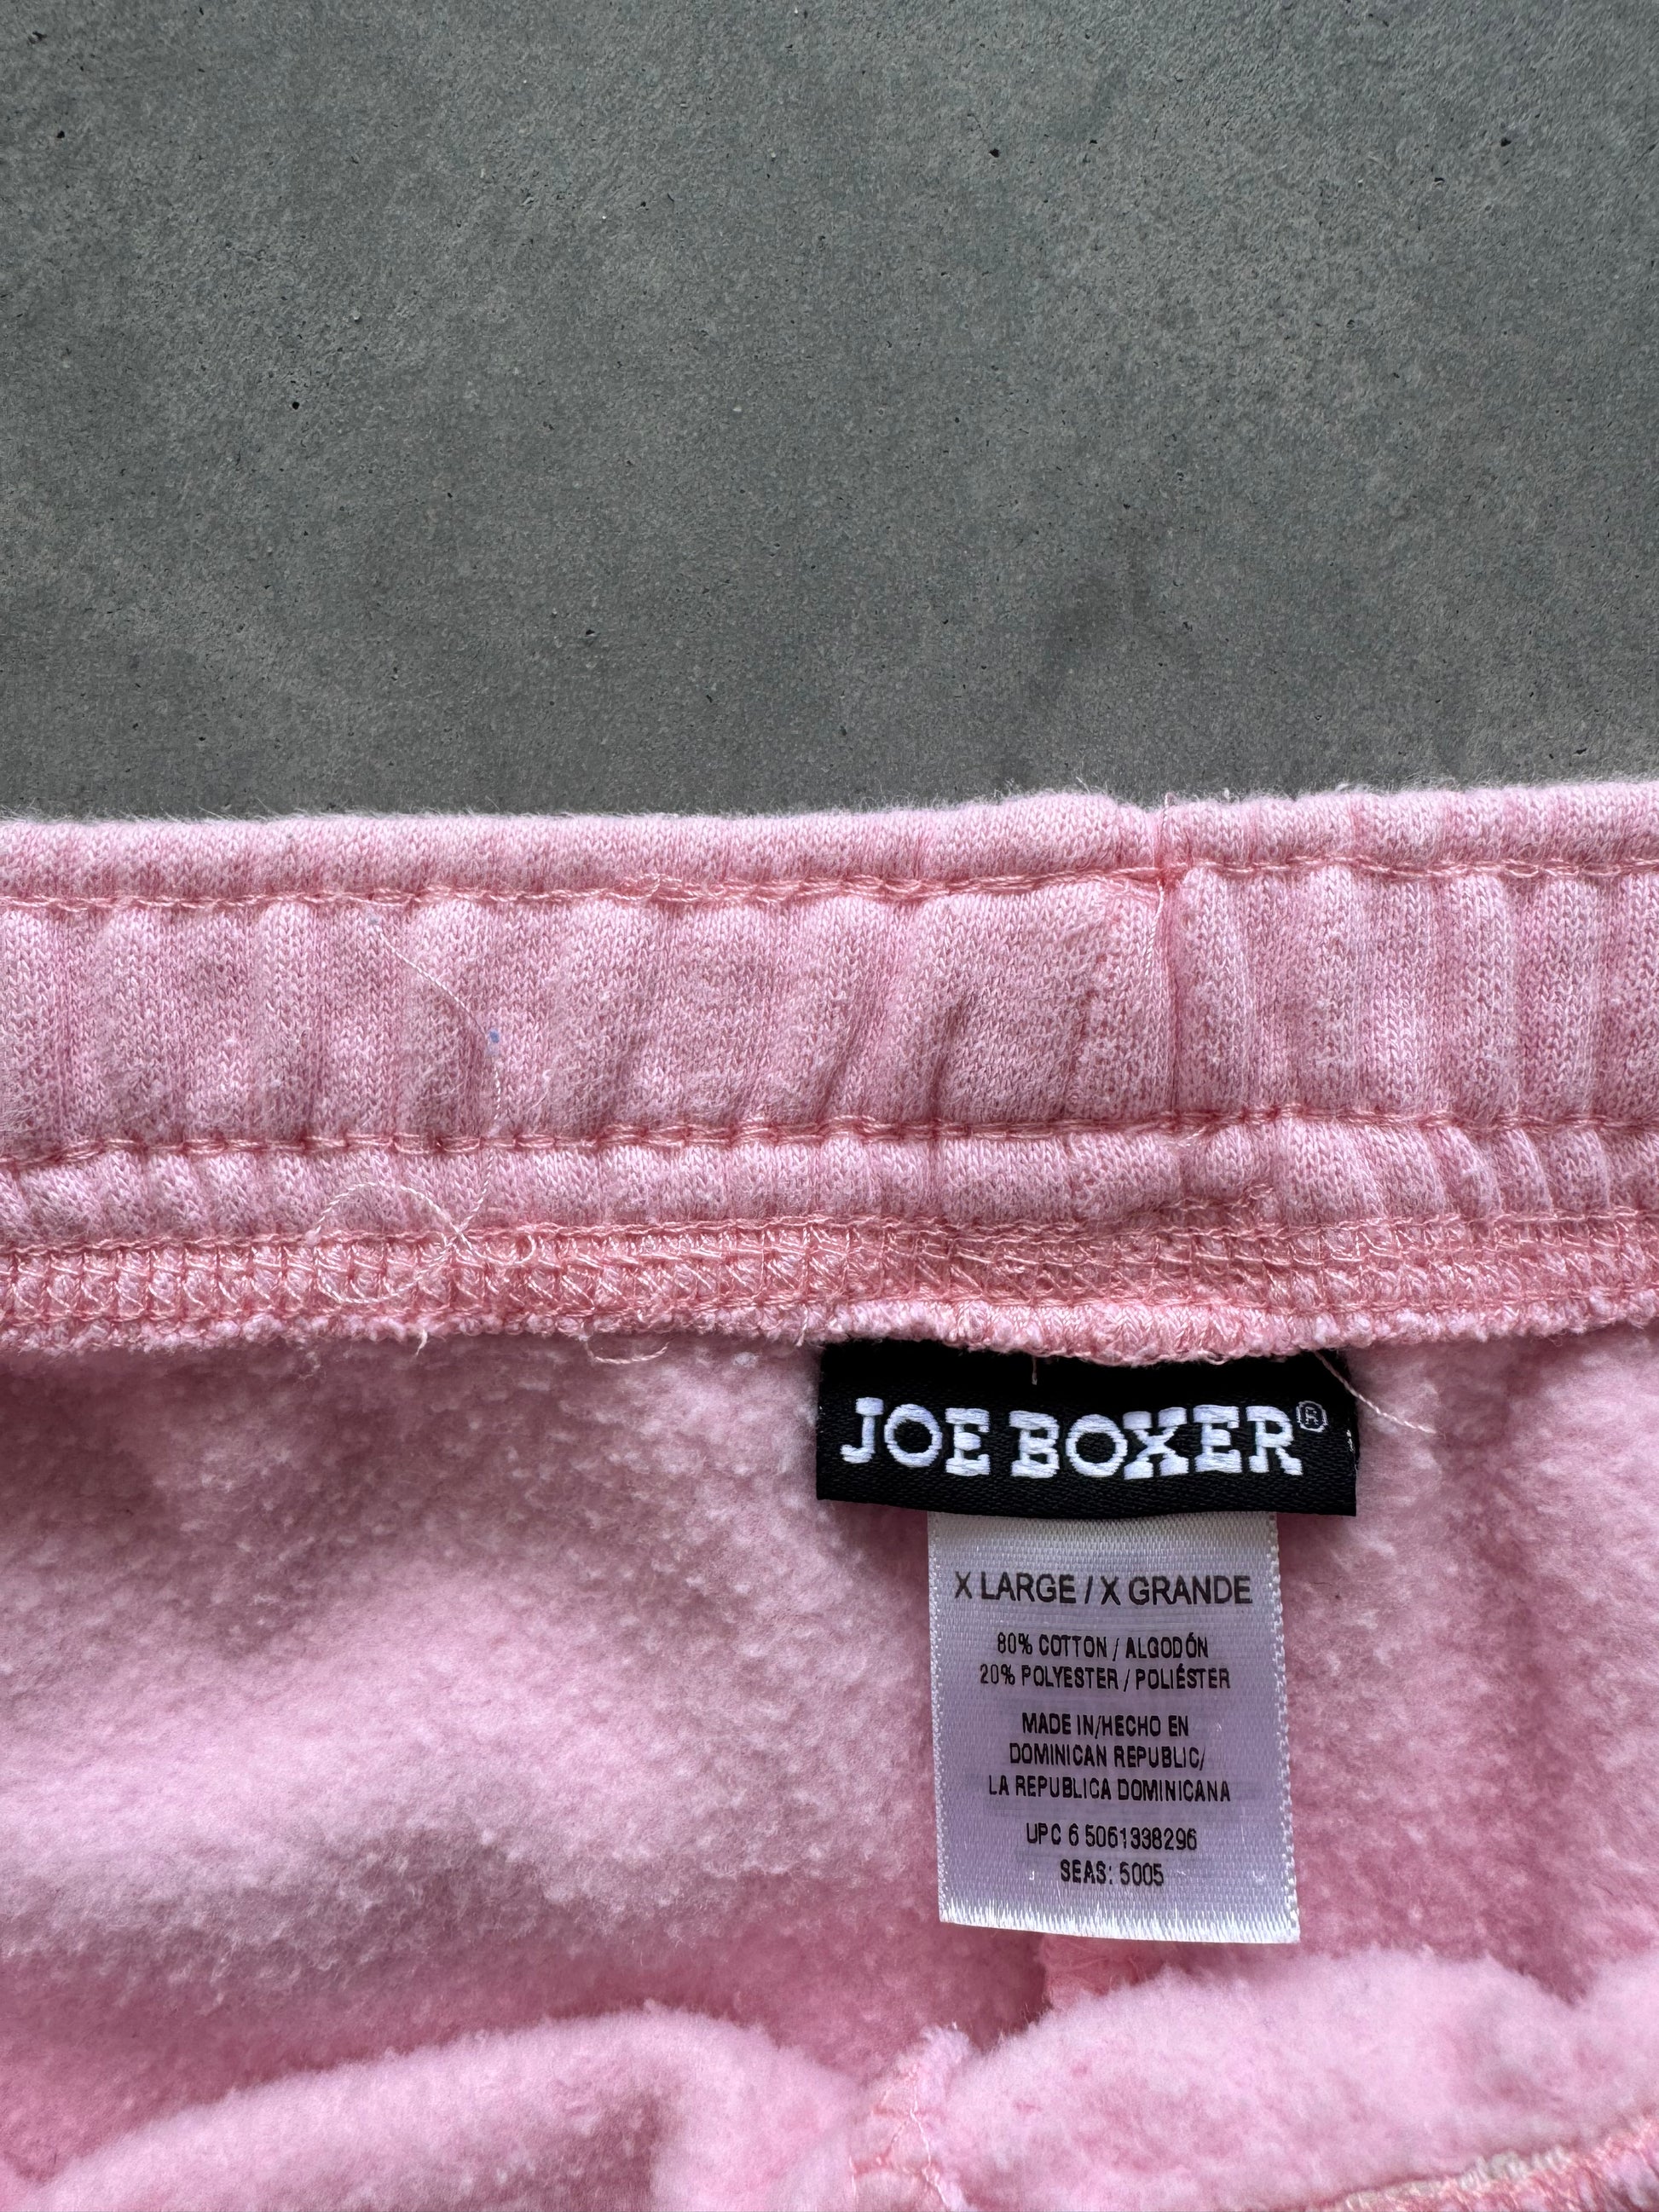 JOE BOXER®
X LARGE / X GRANDE
80% COTTON / ALGODÓN
20% POLYESTER / POLIÉSTER
MADE IN/HECHO EN
DOMINICAN REPUBLIC/
LA REPUBLICA DOMINICANA
UPC 6 5061338296
SEAS: 5005